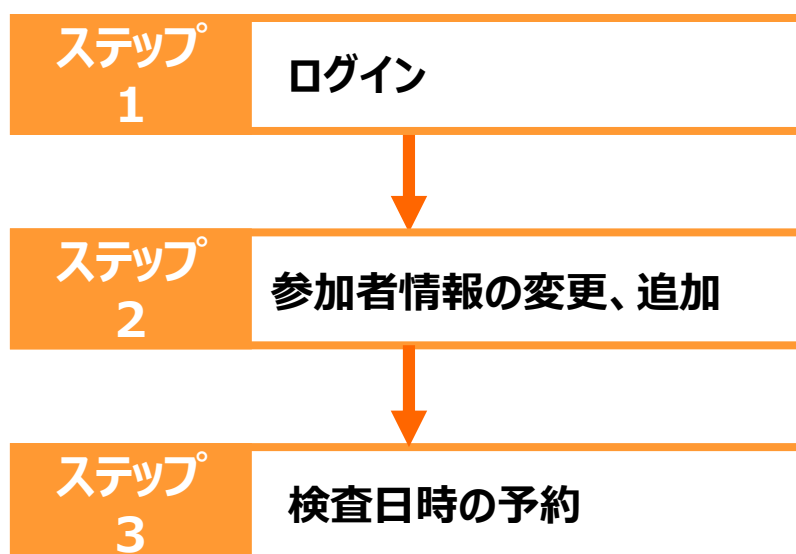 ステップ
1
ログイン
ステップ
2
参加者情報の変更、追加
ステップ
3
検査日時の予約